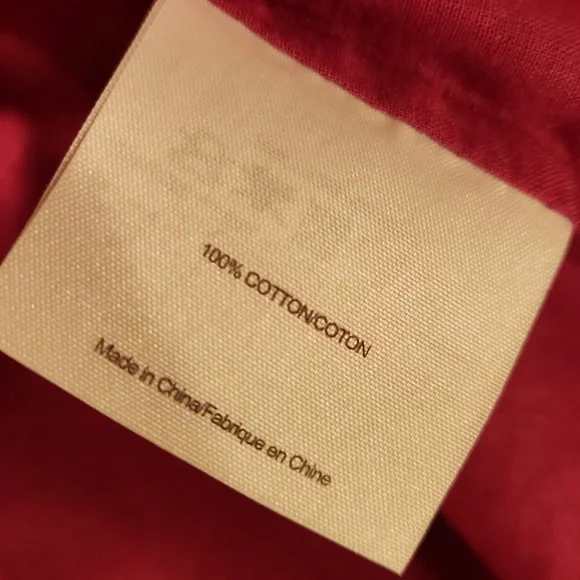 100% COTTON/COTON
Made in China/Fabrique en Chine